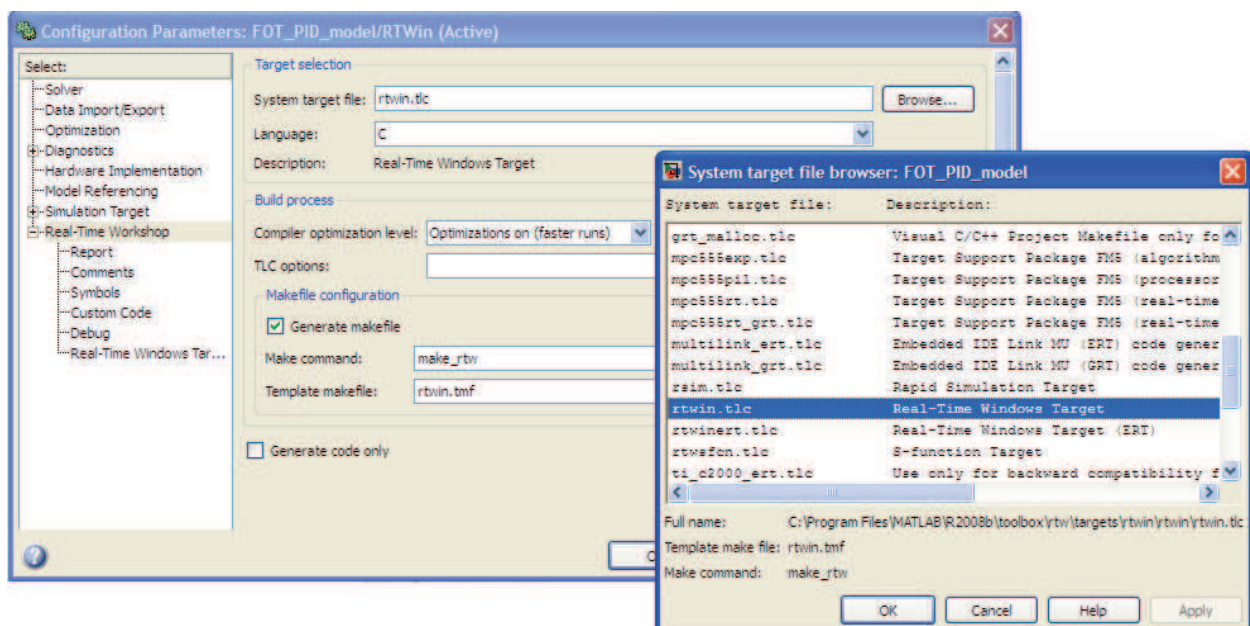 Configuration Parameters: FOT_PID_model/RTWin (Active)
Select:
Solver
Data Import/Export
Optimization
Diagnostics
Hardware Implementation
Model Referencing
Simulation Target
Real-Time Workshop
Report
Comments
Symbols
Custom Code
Debug
Real-Time Windows Tar...
Target selection
System target file: rtwin.tlc Browse...
Language: C
Description: Real-Time Windows Target
Build process
Compiler optimization level: Optimizations on (faster runs)
TLC options:
Makefile configuration
Generate makefile
Make command: make_rtw
Template makefile: rtwin.tmf
Generate code only
System target file browser: FOT_PID_model
System target file: Description:
grt_malloc.tlc Visual C/C++ Project Makefile only fo
mpc555exp.tlc Target Support Package FM5 (algorithm
mpc555pil.tlc Target Support Package FM5 (processor
mpc555rt.tlc Target Support Package FM5 (real-time
mpc555rt_grt.tlc Target Support Package FM5 (real-time
multilink_ert.tlc Embedded IDE Link MU (ERT) code gener
multilink_grt.tlc Embedded IDE Link MU (GRT) code gener
rsim.tlc Rapid Simulation Target
rtwin.tlc Real-Time Windows Target
rtwinert.tlc Real-Time Windows Target (ERT)
rtwsfcn.tlc S-function Target
ti_c2000_ert.tlc Use only for backward compatibility f
Full name: C:\Program Files\MATLAB\R2008b\toolbox\rtw\targets\rtwin\rtwin\rtwin.tlc
Template make file: rtwin.tmf
Make command: make_rtw
OK Cancel Help Apply